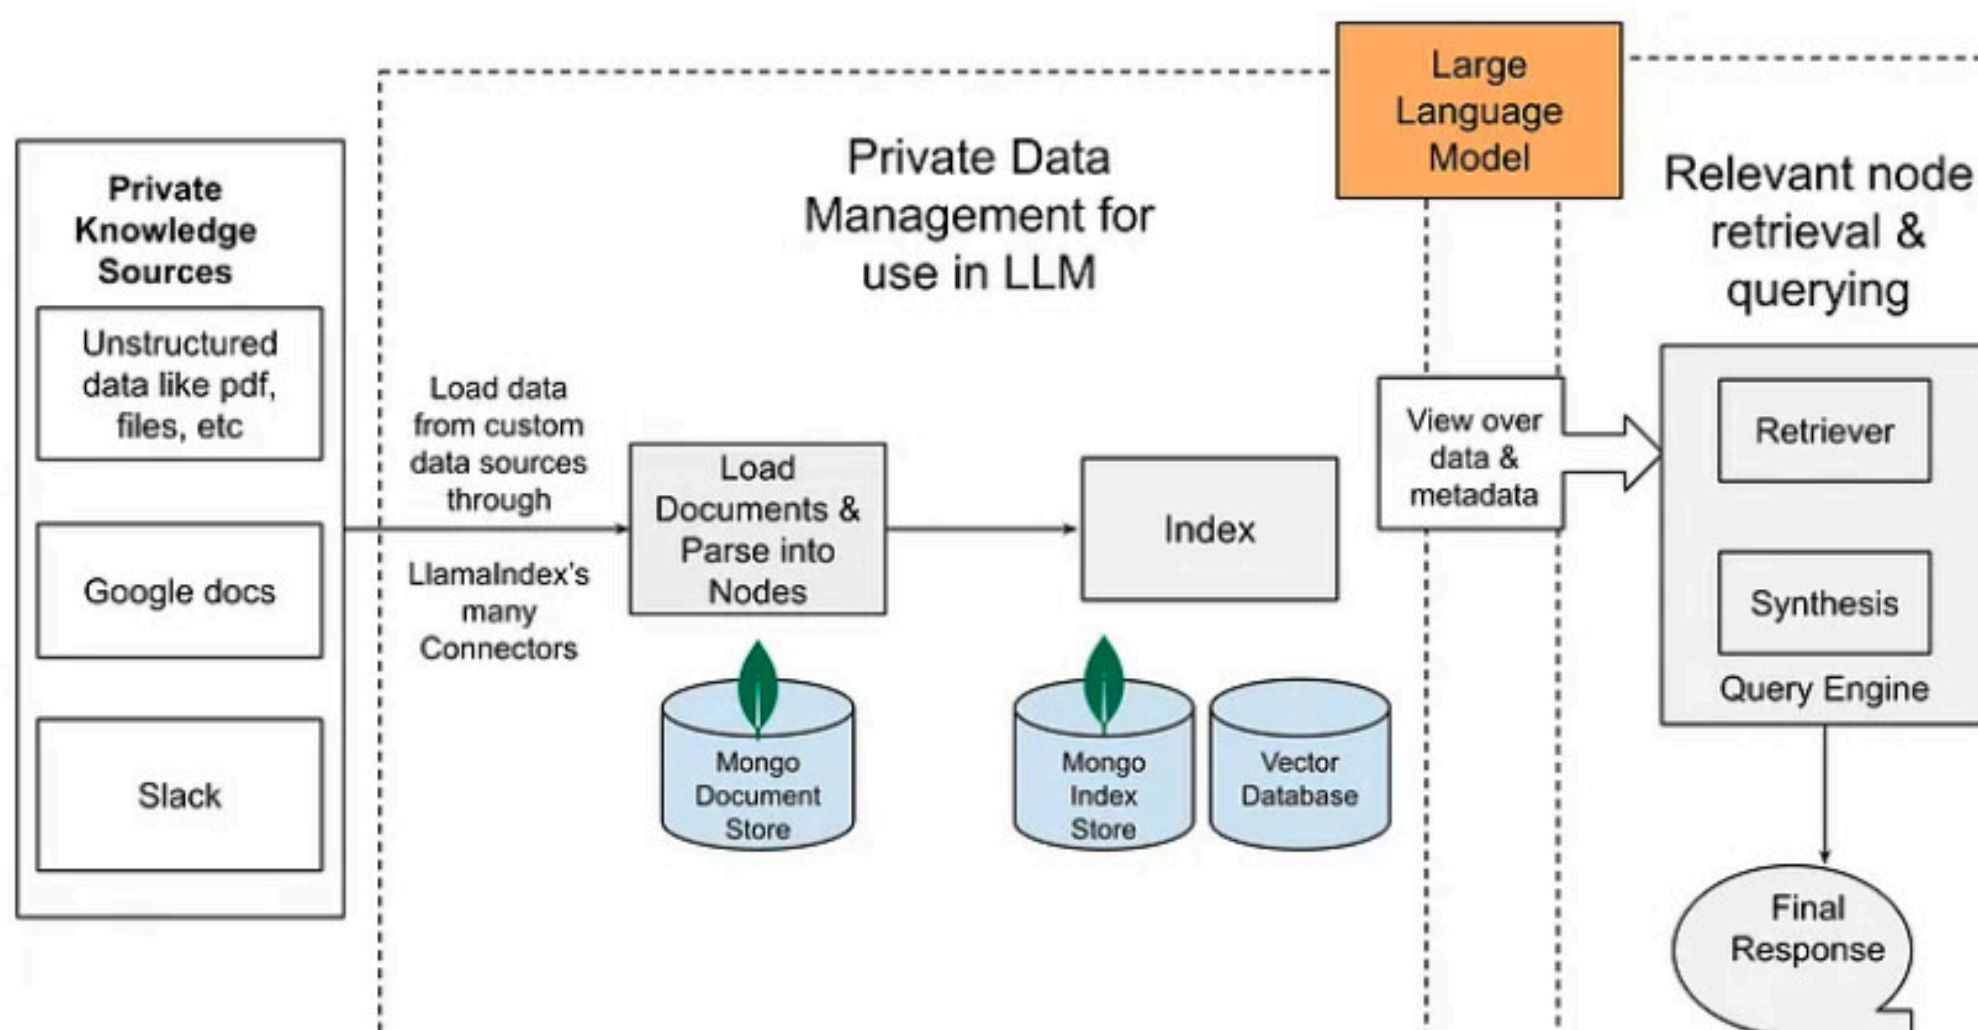 Large
Language
Model
Private Data
Management for
use in LLM
Relevant node
retrieval &
querying
Private
Knowledge
Sources
Unstructured
data like pdf,
files, etc
Google docs
Slack
Load data
from custom
data sources
through
LlamaIndex's
many
Connectors
Load
Documents &
Parse into
Nodes
Index
View over
data &
metadata
Retriever
Synthesis
Query Engine
Mongo
Document
Store
Mongo
Index
Store
Vector
Database
Final
Response